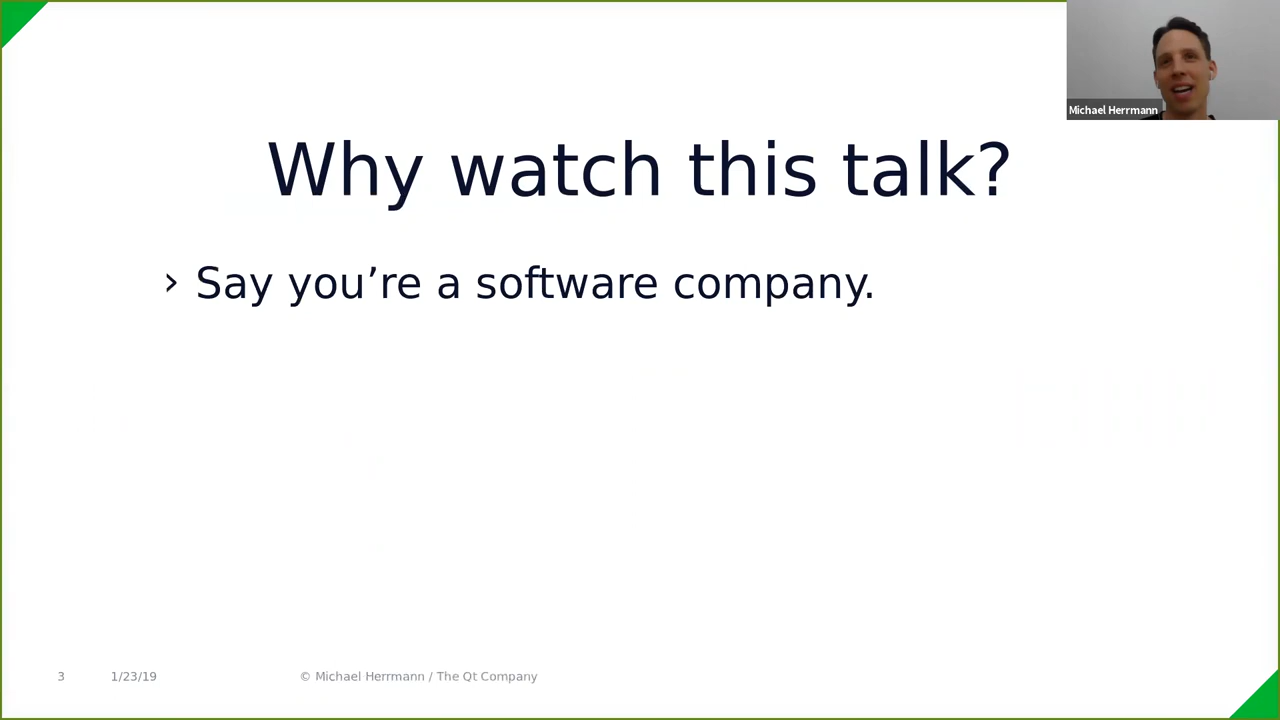 Michael Herrmann
Why watch this talk?
› Say you’re a software company.
3 1/23/19 © Michael Herrmann / The Qt Company